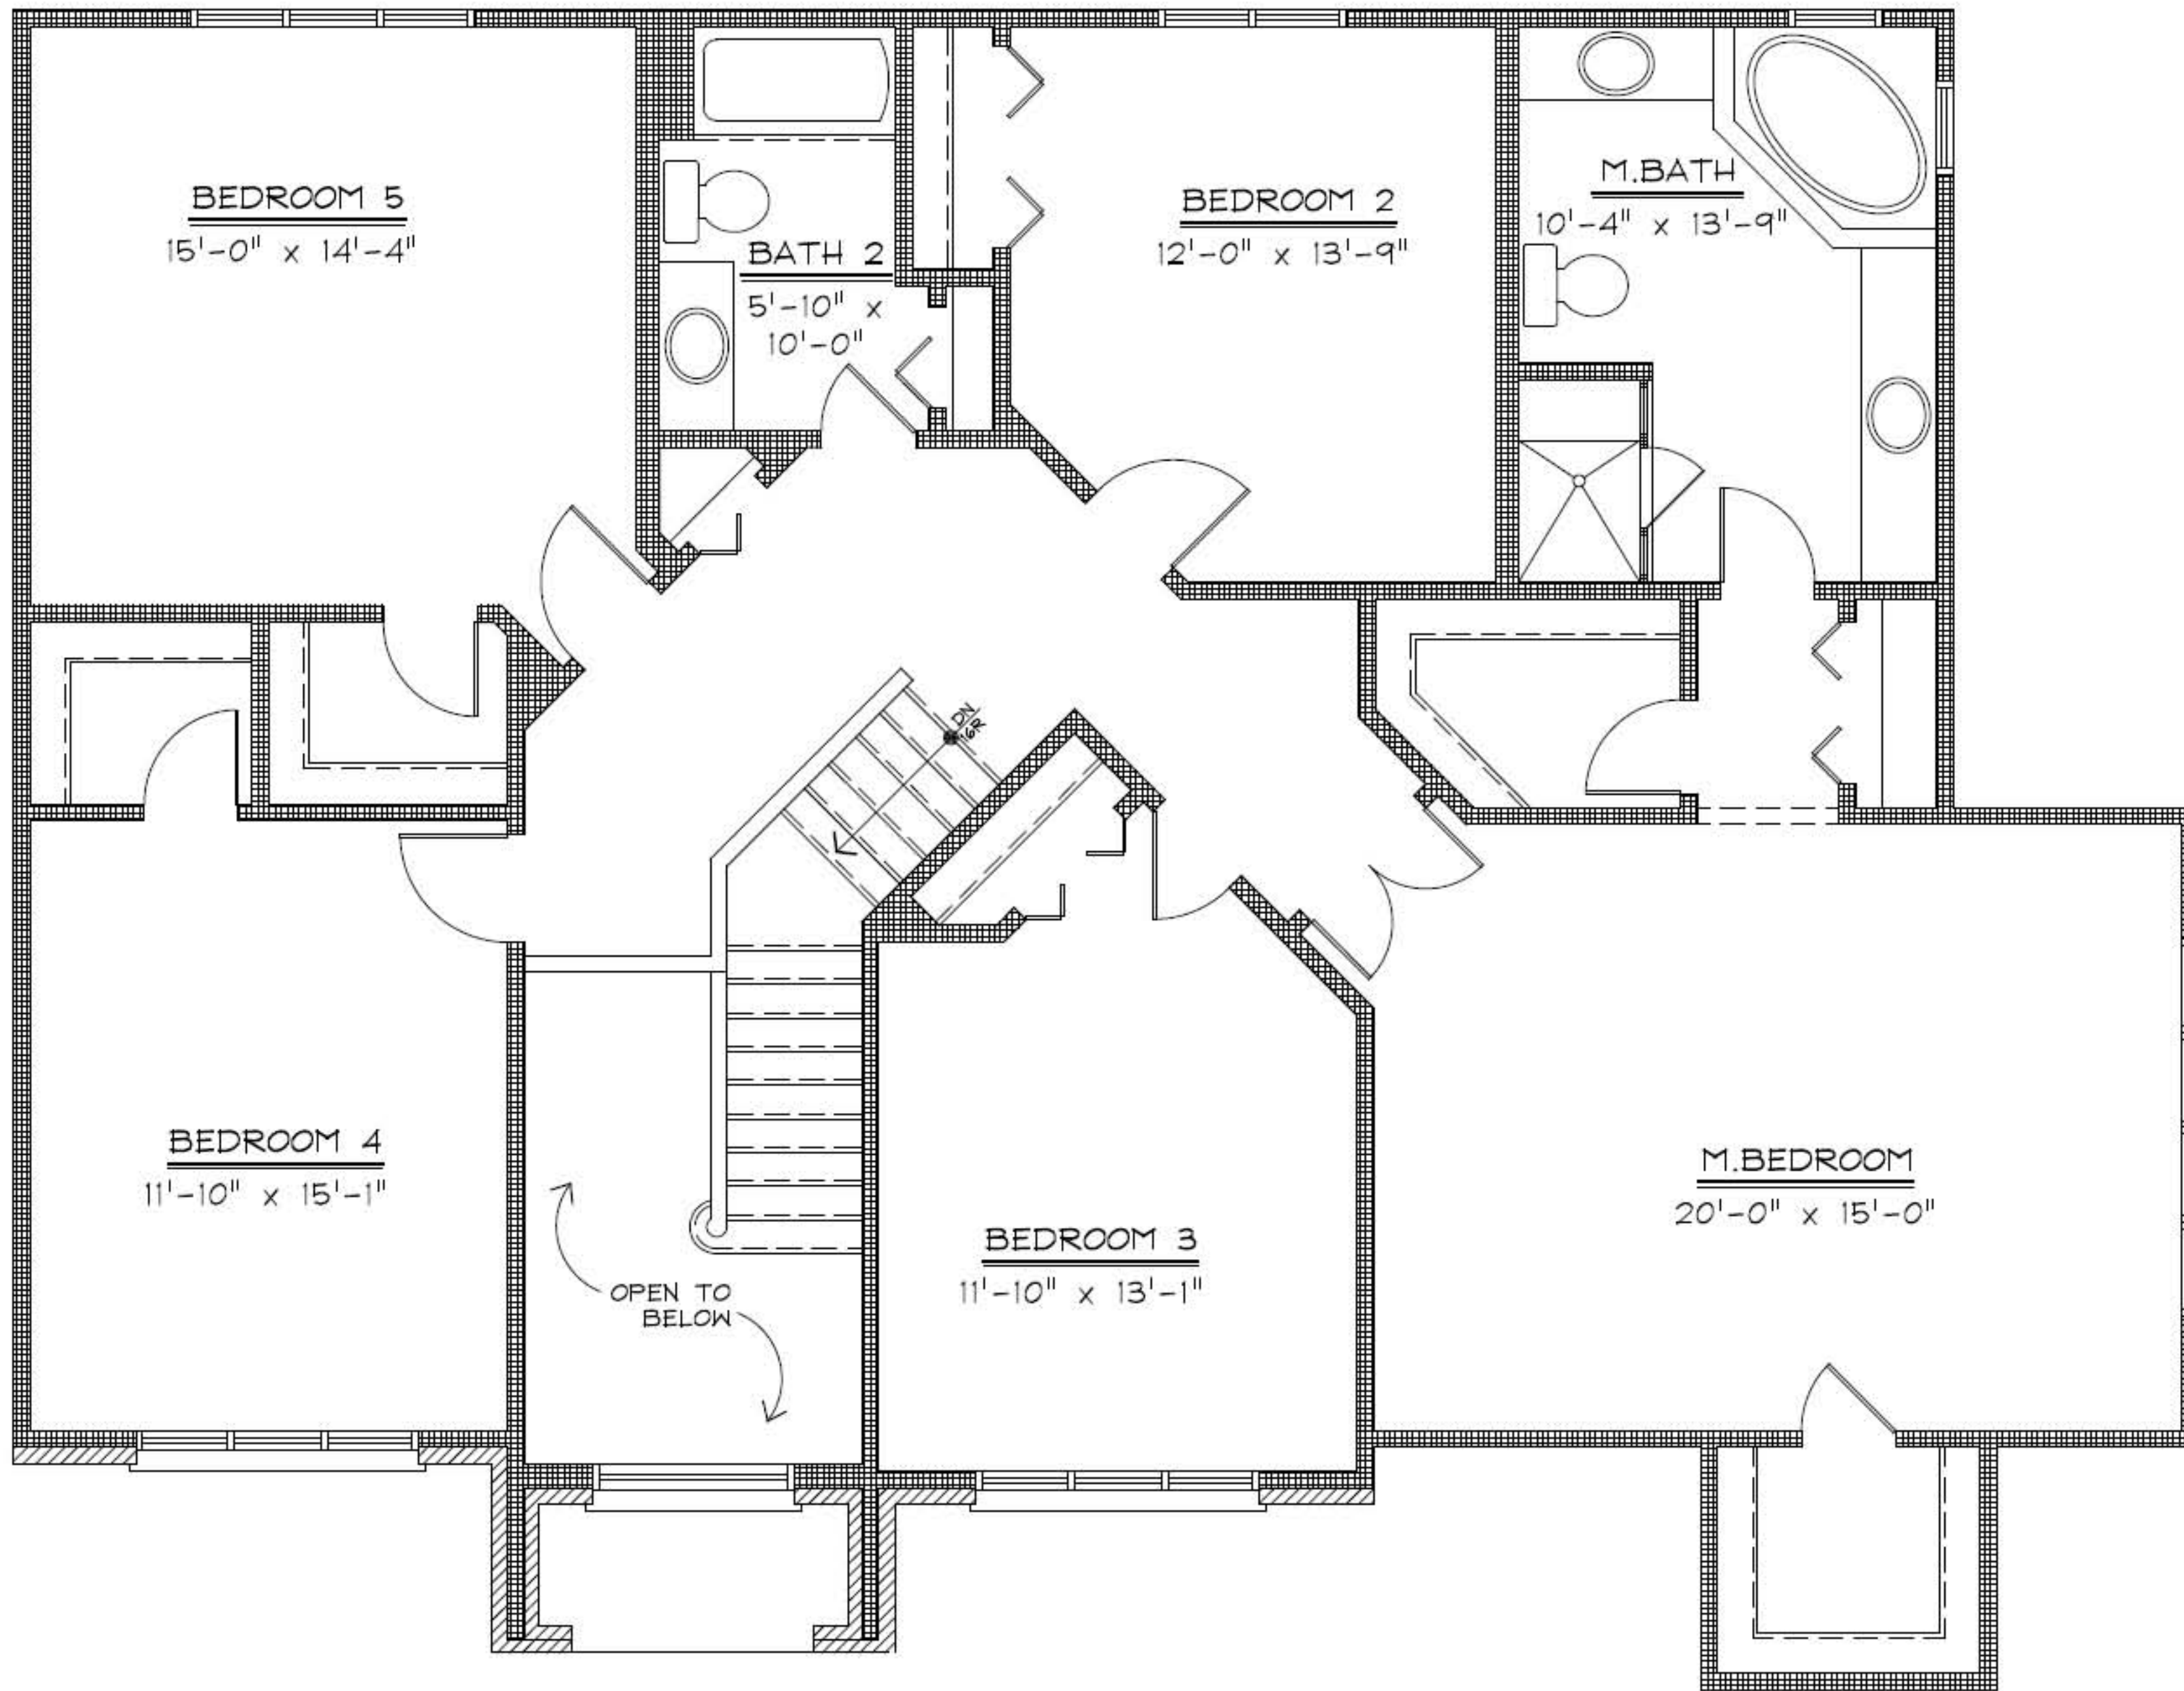 BEDROOM 5
15'-0" x 14'-4"
BATH 2
5'-10" x
10'-0"
BEDROOM 2
12'-0" x 13'-9"
M.BATH
10'-4" x 13'-9"
DN
16R
BEDROOM 4
11'-10" x 15'-1"
OPEN TO
BELOW
BEDROOM 3
11'-10" x 13'-1"
M.BEDROOM
20'-0" x 15'-0"